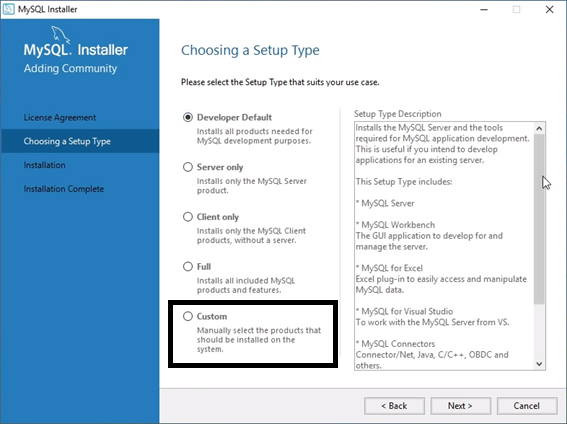 MySQL Installer
MySQL. Installer
Adding Community
License Agreement
Choosing a Setup Type
Installation
Installation Complete
Choosing a Setup Type
Please select the Setup Type that suits your use case.
Developer Default
Installs all products needed for
MySQL development purposes.
Server only
Installs only the MySQL Server
product.
Client only
Installs only the MySQL Client
products, without a server.
Full
Installs all included MySQL
products and features.
Custom
Manually select the products that
should be installed on the
system.
Setup Type Description
Installs the MySQL Server and the tools
required for MySQL application development.
This is useful if you intend to develop
applications for an existing server.
This Setup Type includes:
* MySQL Server
* MySQL Workbench
The GUI application to develop for and
manage the server.
* MySQL for Excel
Excel plug-in to easily access and manipulate
MySQL data.
* MySQL for Visual Studio
To work with the MySQL Server from VS.
* MySQL Connectors
Connector/Net, Java, C/C++, OBDC and
others.
< Back
Next >
Cancel